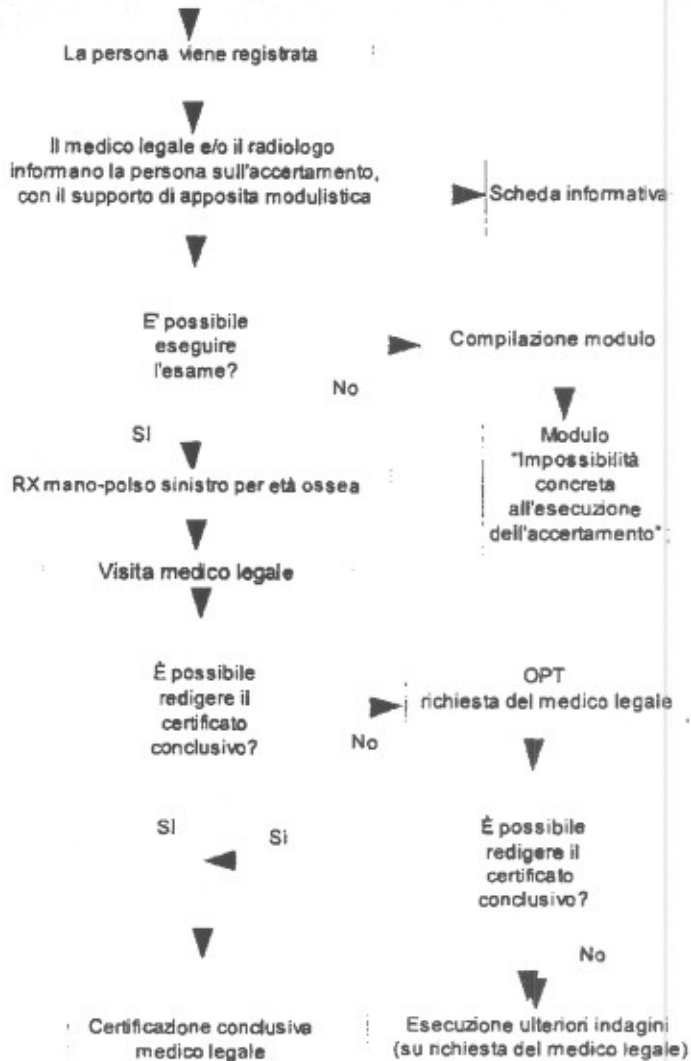 La persona viene registrata
Il medico legale e/o il radiologo
informano la persona sull'accertamento,
con il supporto di apposita modulistica
Scheda informativa
E' possibile
eseguire
l'esame?
No
Compilazione modulo
SI
Modulo
"Impossibilità
concreta
all'esecuzione
dell'accertamento"
RX mano-polso sinistro per età ossea
Visita medico legale
È possibile
redigere il
certificato
conclusivo?
No
OPT
richiesta del medico legale
SI
Sì
È possibile
redigere il
certificato
conclusivo?
No
Certificazione conclusiva
medico legale
Esecuzione ulteriori indagini
(su richiesta del medico legale)